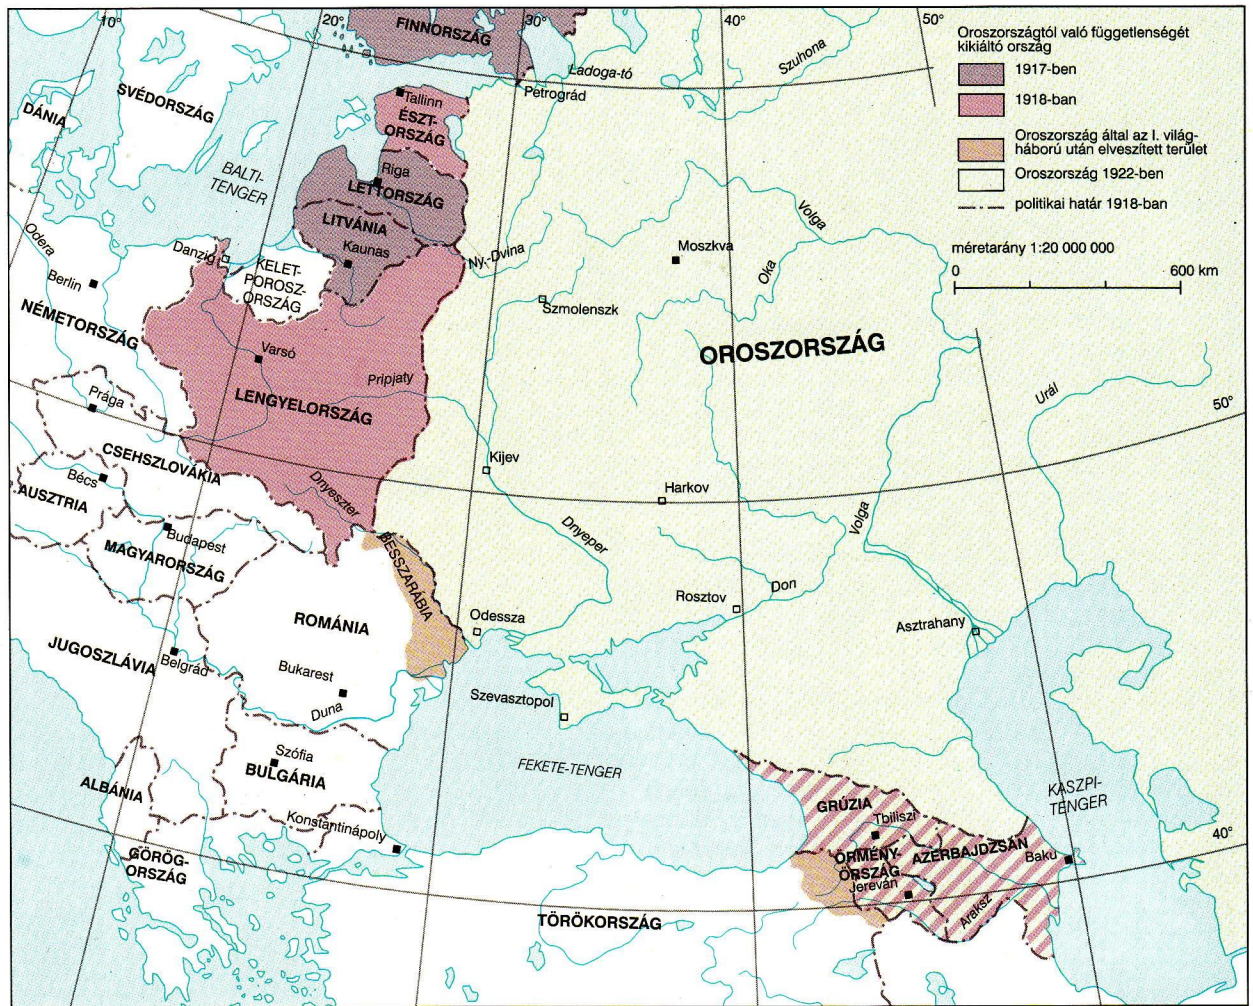 10°
20°
30°
40°
50°
FINNORSZÁG
Ladoga-tó
Szuhona
Petrográd
Oroszországtól való függetlenségét
kikiáltó ország
1917-ben
1918-ban
Oroszország által az I. világ-
háború után elveszített terület
Oroszország 1922-ben
politikai határ 1918-ban
méretarány 1:20 000 000
0
600 km
SVÉDORSZÁG
DÁNIA
Tallinn
ÉSZT-
ORSZÁG
BALTI-
TENGER
Riga
LETTORSZÁG
LITVÁNIA
Kaunas
Ny.-Dvina
Volga
Moszkva
Oka
Odera
Danzig
KELET-
POROSZ-
ORSZÁG
Berlin
NÉMETORSZÁG
Szmolenszk
OROSZORSZÁG
Varsó
Pripjaty
LENGYELORSZÁG
Urál
50°
Prága
CSEHSZLOVÁKIA
Bécs
AUSZTRIA
Kijev
Harkov
Dnyeszter
Dnyeper
Volga
Budapest
MAGYARORSZÁG
BESSZARÁBIA
Don
Rosztov
Odessza
Asztrahany
ROMÁNIA
JUGOSZLÁVIA
Belgrád
Bukarest
Duna
Szevasztopol
Szófia
BULGÁRIA
FEKETE-TENGER
KASZPI-
TENGER
ALBÁNIA
Konstantinápoly
GRÚZIA
Tbiliszi
40°
GÖRÖG-
ORSZÁG
ÖRMÉNY-
ORSZÁG
AZERBAJDZSÁN
Baku
Jereván
Araksz
TÖRÖKORSZÁG